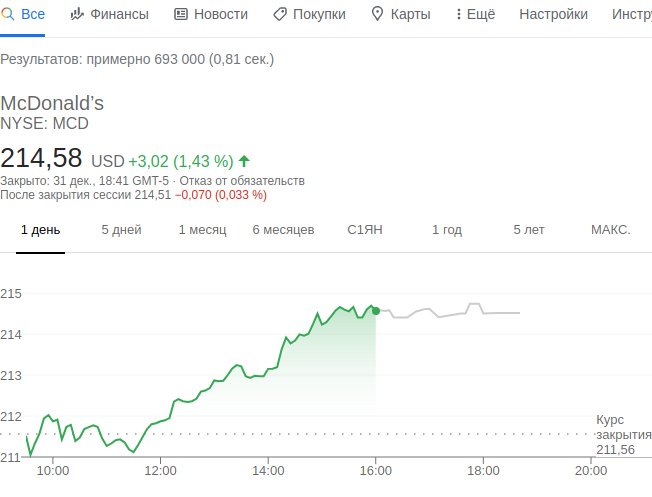 Все Финансы Новости Покупки Карты Ещё Настройки Инстру
Результатов: примерно 693 000 (0,81 сек.)
McDonald’s
NYSE: MCD
214,58 USD +3,02 (1,43 %)
Закрыто: 31 дек., 18:41 GMT-5 · Отказ от обязательств
После закрытия сессии 214,51 −0,070 (0,033 %)
1 день 5 дней 1 месяц 6 месяцев С1ЯН 1 год 5 лет МАКС.
215
214
213
212
Курс
закрытия
211,56
211
10:00 12:00 14:00 16:00 18:00 20:00